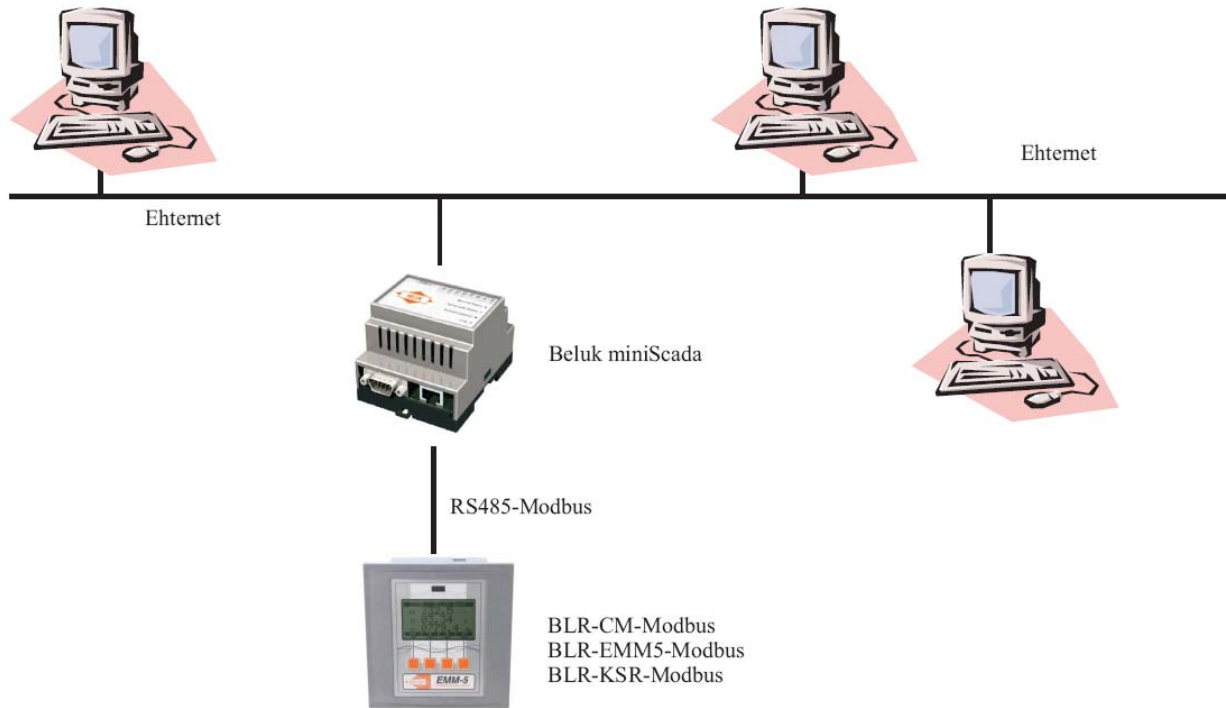 Ehternet
Ehternet
Beluk miniScada
RS485-Modbus
BLR-CM-Modbus
BLR-EMM5-Modbus
BLR-KSR-Modbus
EMM-5